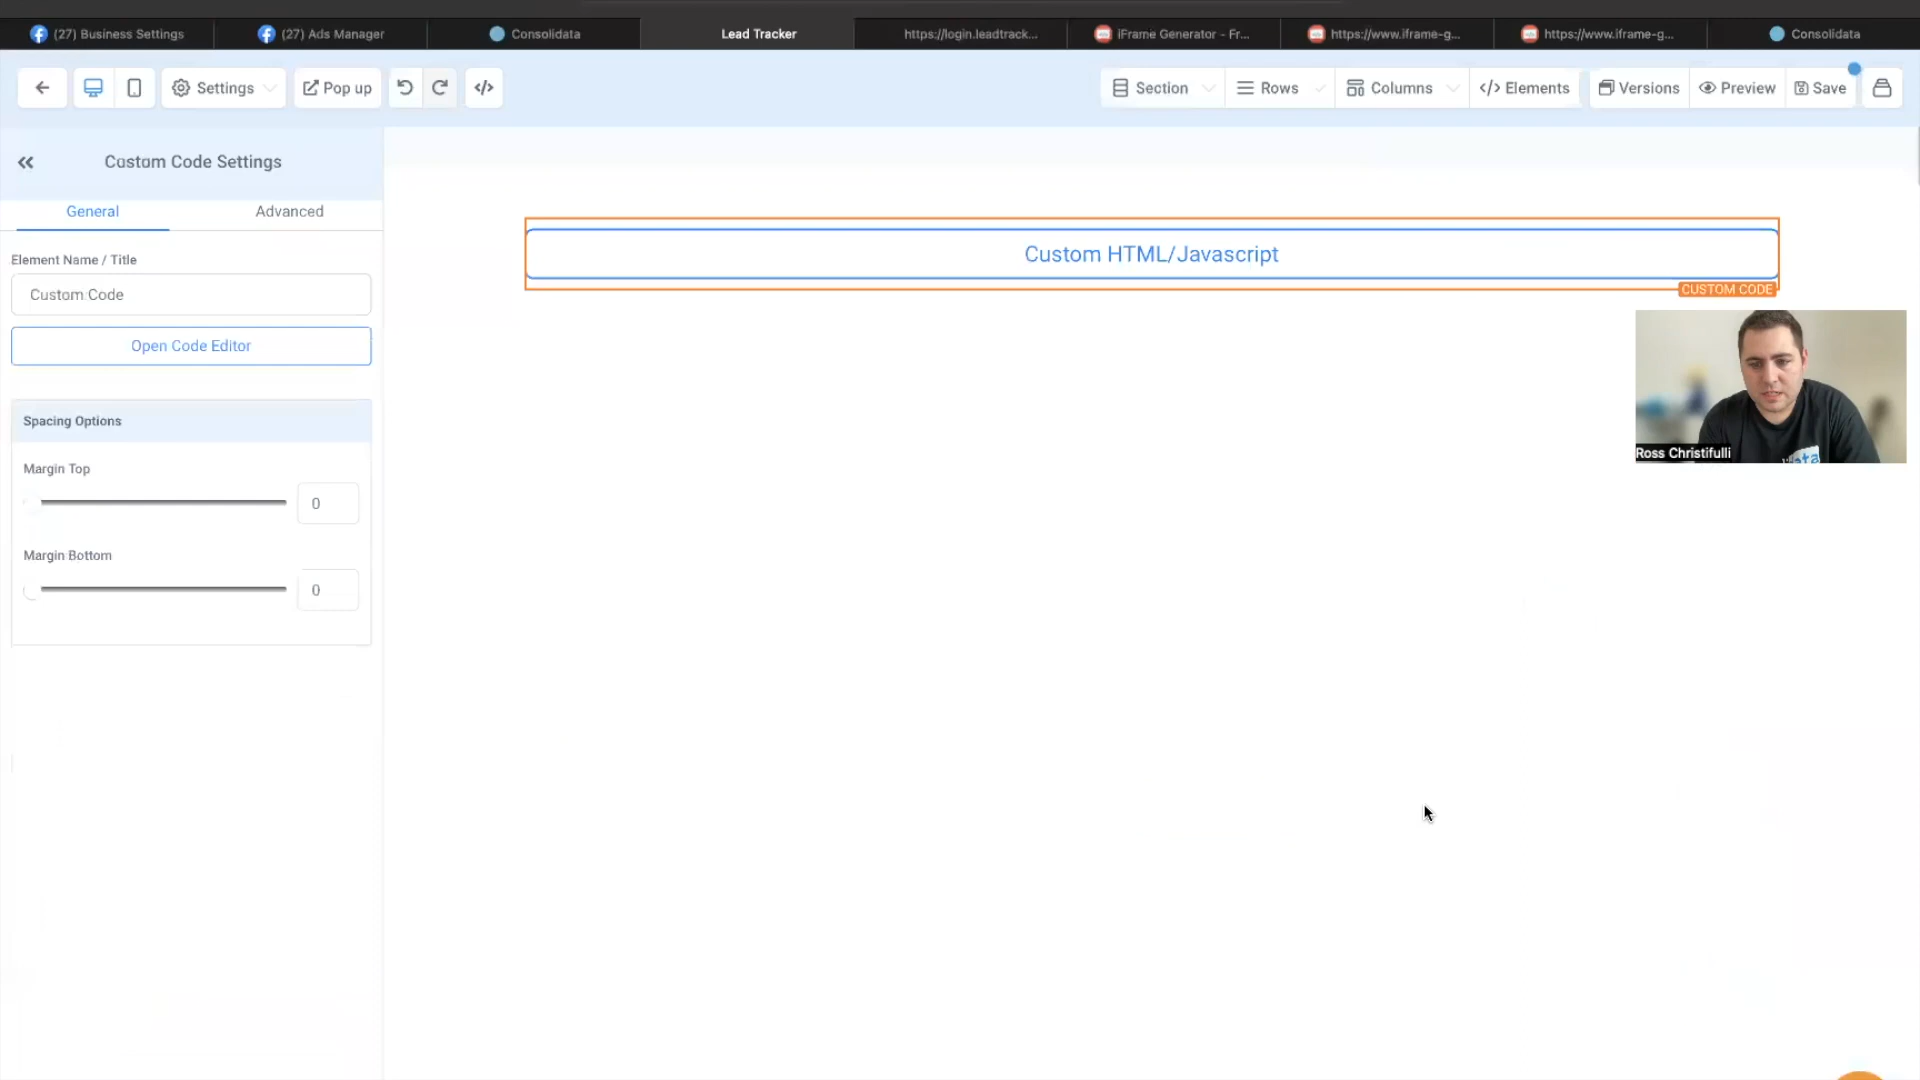 (27) Business Settings
(27) Ads Manager
Consolidata
Lead Tracker
https://login.leadtrack...
iFrame Generator - Fr...
https://www.iframe-g...
https://www.iframe-g...
Consolidata
Settings
Pop up
</>
Section
Rows
Columns
</> Elements
Versions
Preview
Save
Custom Code Settings
General
Advanced
Element Name / Title
Custom Code
Open Code Editor
Spacing Options
Margin Top
0
Margin Bottom
0
Custom HTML/Javascript
CUSTOM CODE
Ross Christifulli